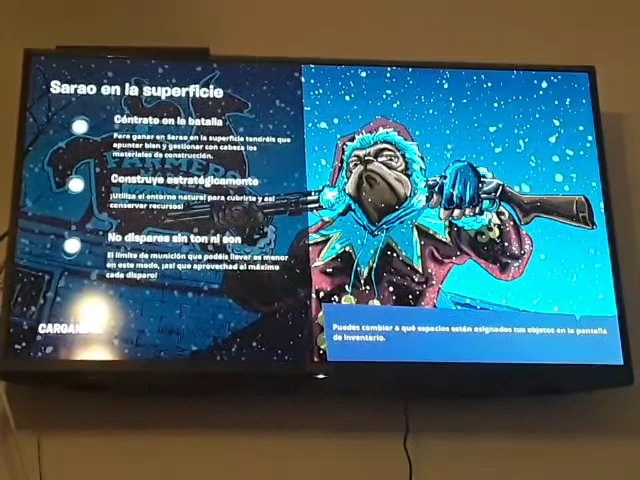 Sarao en la superficie
Céntrate en la batalla
Para ganar en Sarao en la superficie tendréis que
apuntar bien y gestionar con cabeza los
materiales de construcción.
Construye estratégicamente
¡Utiliza el entorno natural para cubrirte y así
conservar recursos!
No dispares sin ton ni son
El límite de munición que podéis llevar es menor
en este modo, ¡así que aprovechad al máximo
cada disparo!
Puedes cambiar a qué espacios están asignados tus objetos en la pantalla
de inventario.